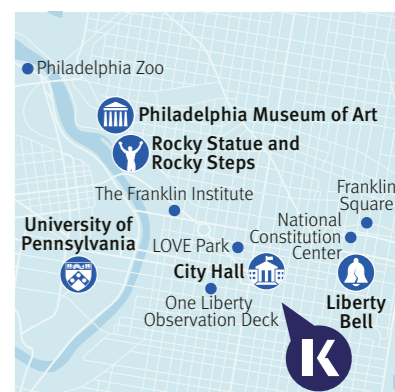 Philadelphia Zoo
Philadelphia Museum of Art
Rocky Statue and
Rocky Steps
The Franklin Institute
Franklin
Square
University of
Pennsylvania
National
Constitution
Center
LOVE Park
City Hall
Liberty
Bell
One Liberty
Observation Deck
K